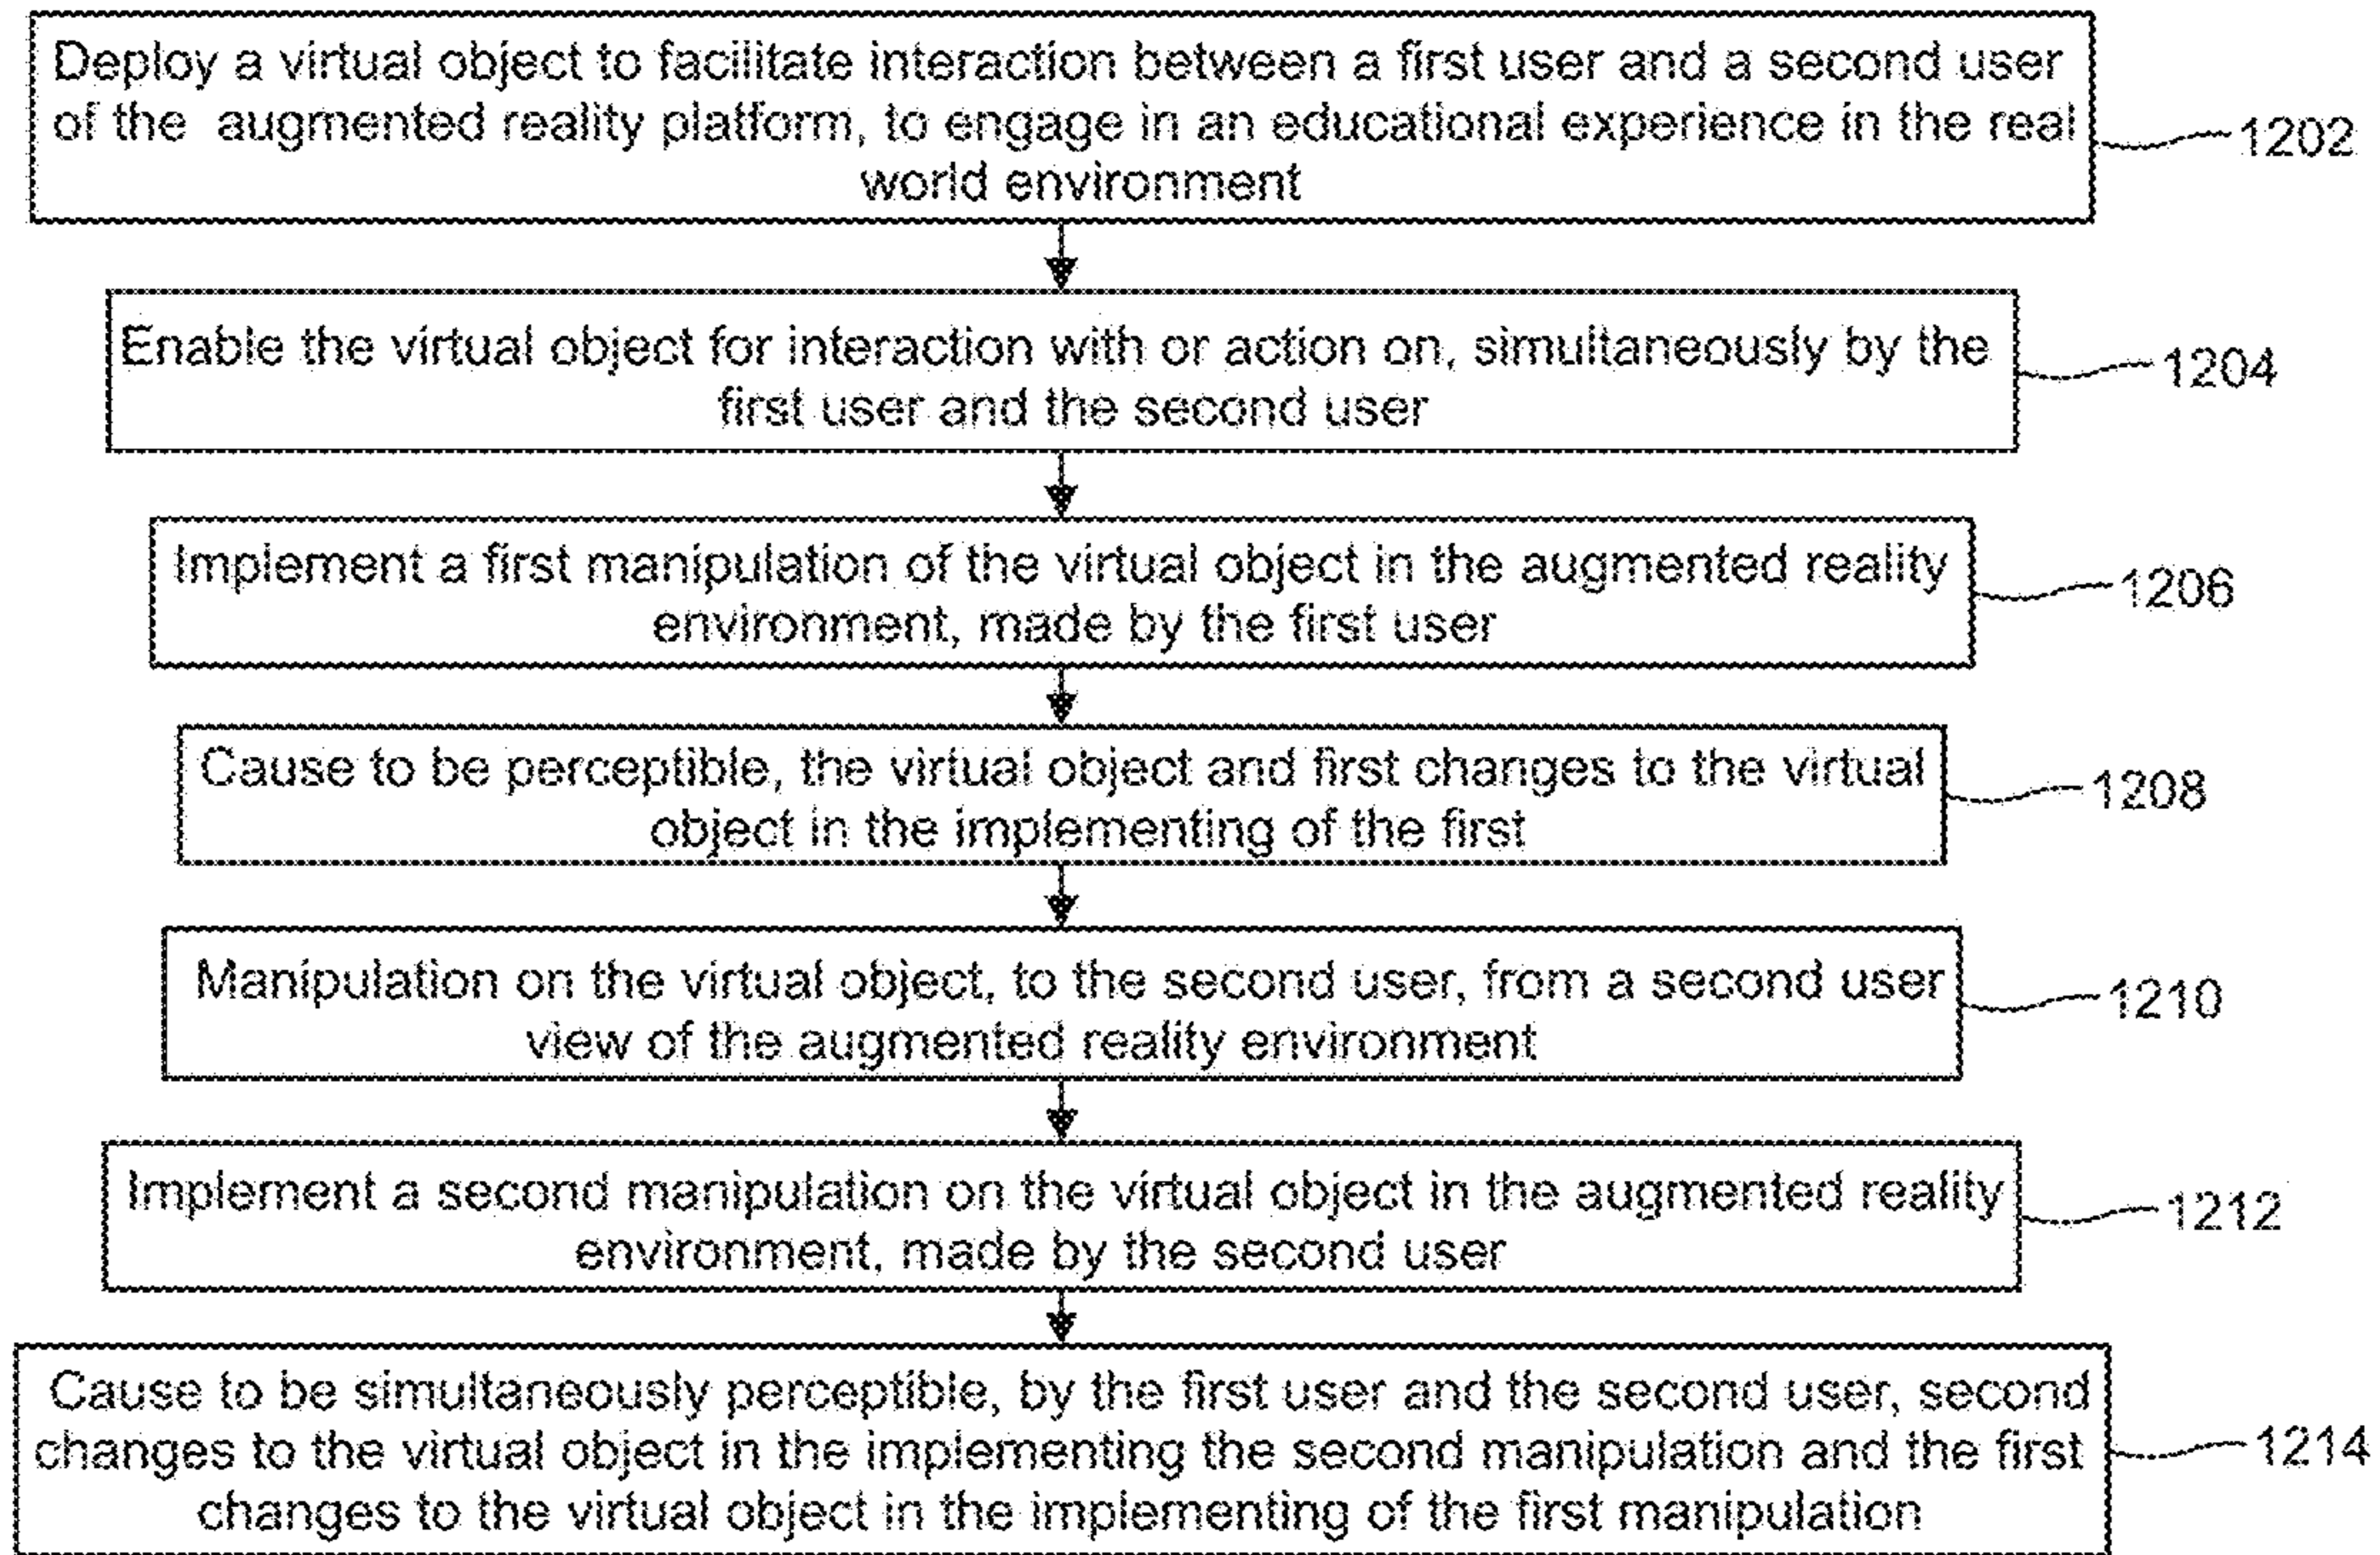 Deploy a virtual object to facilitate interaction between a first user and a second user
of the augmented reality platform, to engage in an educational experience in the real
world environment
1202
Enable the virtual object for interaction with or action on, simultaneously by the
first user and the second user
1204
Implement a first manipulation of the virtual object in the augmented reality
environment, made by the first user
1206
Cause to be perceptible, the virtual object and first changes to the virtual
object in the implementing of the first
1208
Manipulation on the virtual object, to the second user, from a second user
view of the augmented reality environment
1210
Implement a second manipulation on the virtual object in the augmented reality
environment, made by the second user
1212
Cause to be simultaneously perceptible, by the first user and the second user, second
changes to the virtual object in the implementing the second manipulation and the first
changes to the virtual object in the implementing of the first manipulation
1214